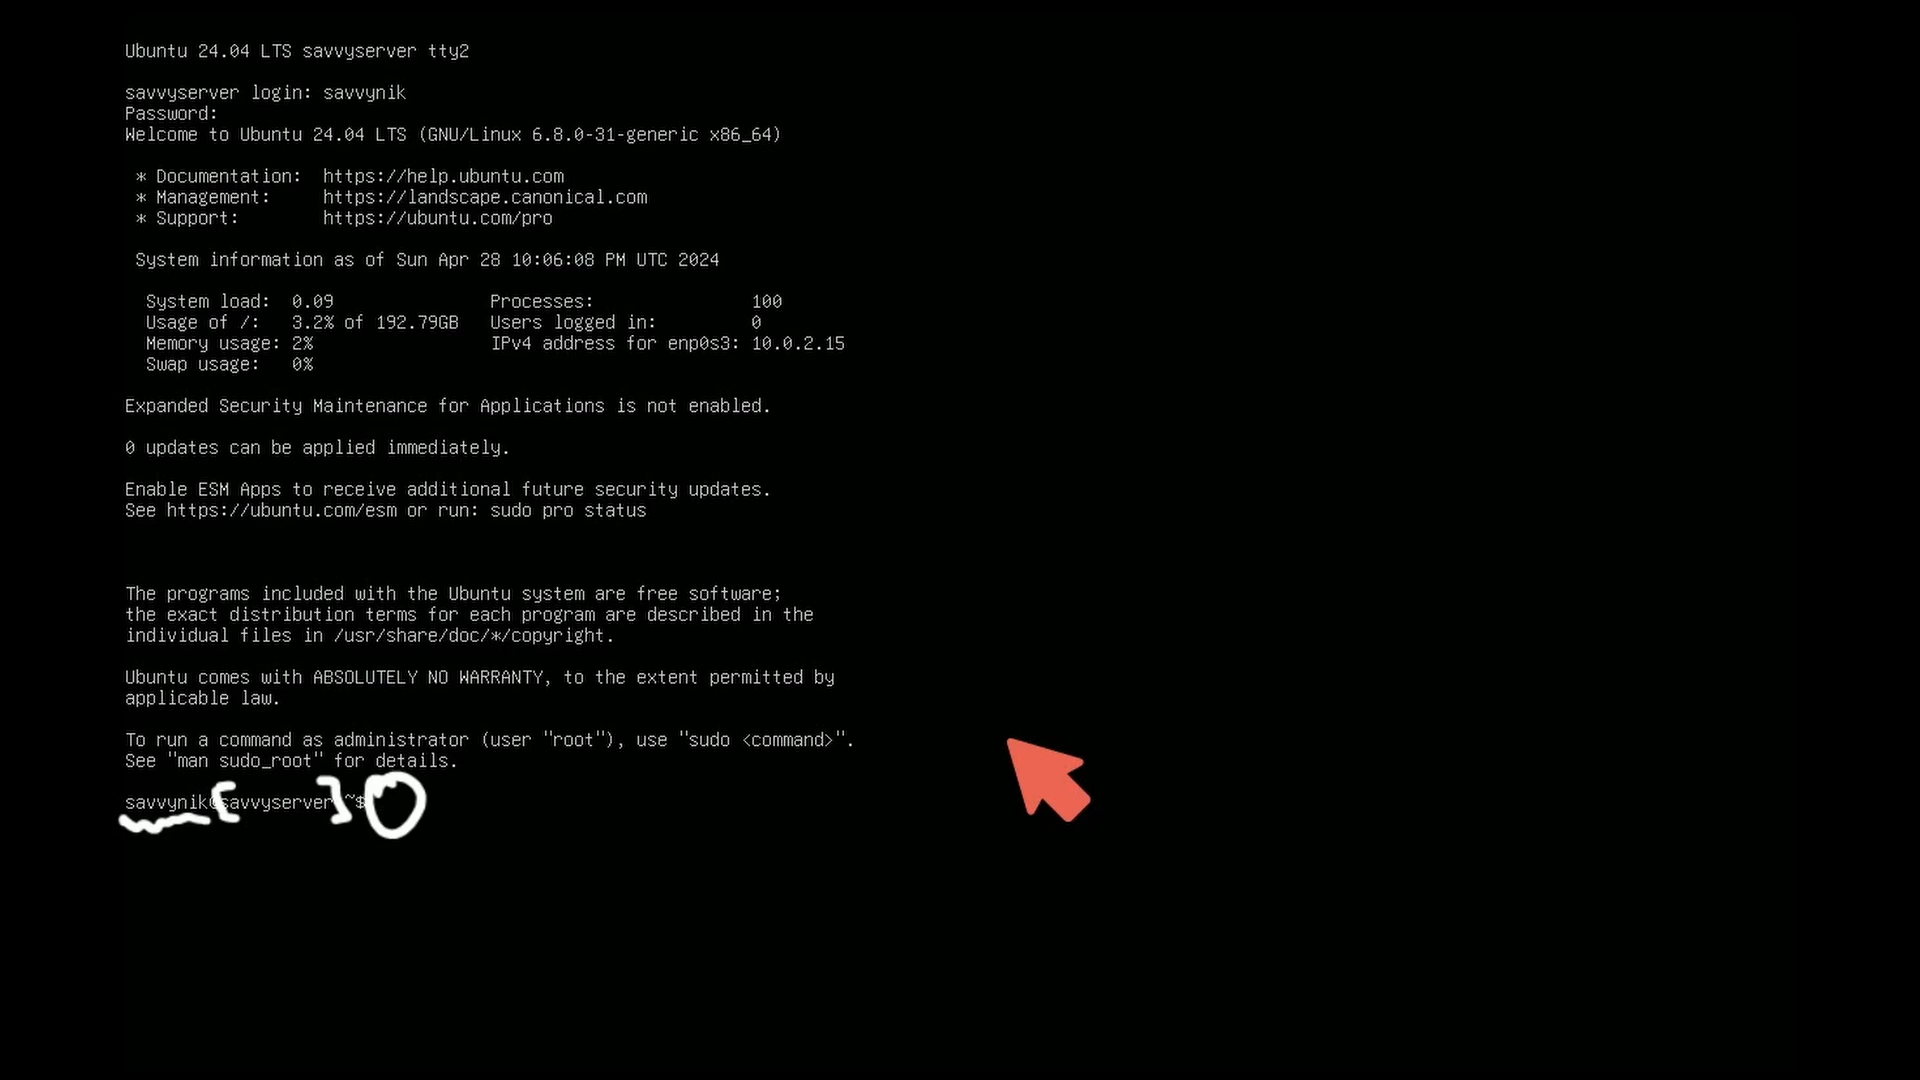 Ubuntu 24.04 LTS savvyserver tty2
savvyserver login: savvynik
Password:
Welcome to Ubuntu 24.04 LTS (GNU/Linux 6.8.0-31-generic x86_64)
* Documentation: https://help.ubuntu.com
* Management: https://landscape.canonical.com
* Support: https://ubuntu.com/pro
System information as of Sun Apr 28 10:06:08 PM UTC 2024
System load: 0.09 Processes: 100
Usage of /: 3.2% of 192.79GB Users logged in: 0
Memory usage: 2% IPv4 address for enp0s3: 10.0.2.15
Swap usage: 0%
Expanded Security Maintenance for Applications is not enabled.
0 updates can be applied immediately.
Enable ESM Apps to receive additional future security updates.
See https://ubuntu.com/esm or run: sudo pro status
The programs included with the Ubuntu system are free software;
the exact distribution terms for each program are described in the
individual files in /usr/share/doc/*/copyright.
Ubuntu comes with ABSOLUTELY NO WARRANTY, to the extent permitted by
applicable law.
To run a command as administrator (user "root"), use "sudo <command>".
See "man sudo_root" for details.
savvynik@savvyserver:~$